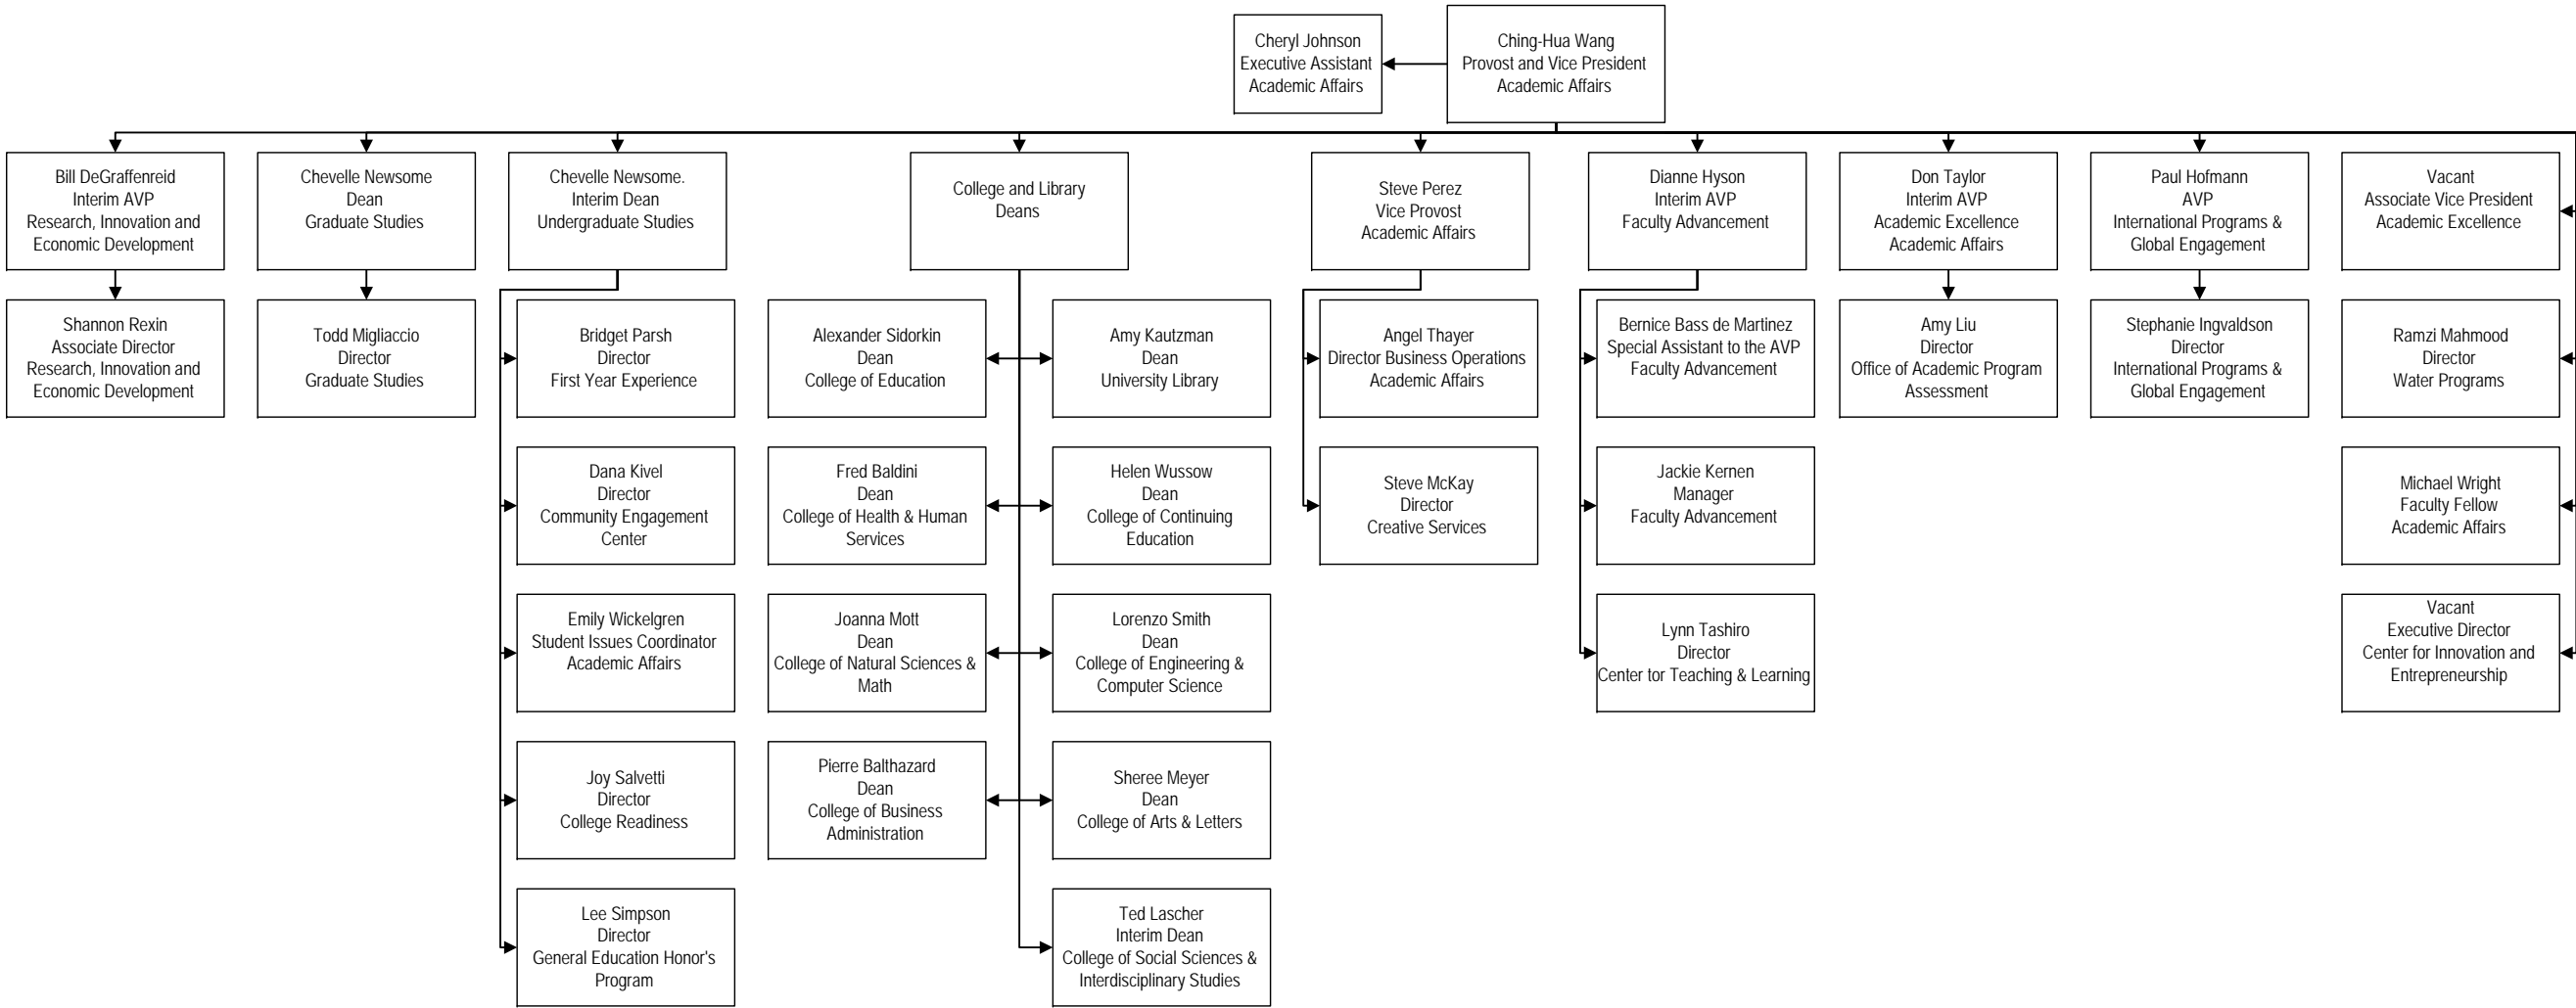 Cheryl Johnson
Executive Assistant
Academic Affairs
Ching-Hua Wang
Provost and Vice President
Academic Affairs
Bill DeGraffenreid
Interim AVP
Research, Innovation and
Economic Development
Chevelle Newsome
Dean
Graduate Studies
Chevelle Newsome.
Interim Dean
Undergraduate Studies
College and Library
Deans
Steve Perez
Vice Provost
Academic Affairs
Dianne Hyson
Interim AVP
Faculty Advancement
Don Taylor
Interim AVP
Academic Excellence
Academic Affairs
Paul Hofmann
AVP
International Programs &
Global Engagement
Vacant
Associate Vice President
Academic Excellence
Shannon Rexin
Associate Director
Research, Innovation and
Economic Development
Todd Migliaccio
Director
Graduate Studies
Bridget Parsh
Director
First Year Experience
Alexander Sidorkin
Dean
College of Education
Amy Kautzman
Dean
University Library
Angel Thayer
Director Business Operations
Academic Affairs
Bernice Bass de Martinez
Special Assistant to the AVP
Faculty Advancement
Amy Liu
Director
Office of Academic Program
Assessment
Stephanie Ingvaldson
Director
International Programs &
Global Engagement
Ramzi Mahmood
Director
Water Programs
Dana Kivel
Director
Community Engagement
Center
Fred Baldini
Dean
College of Health & Human
Services
Helen Wussow
Dean
College of Continuing
Education
Steve McKay
Director
Creative Services
Jackie Kernen
Manager
Faculty Advancement
Michael Wright
Faculty Fellow
Academic Affairs
Emily Wickelgren
Student Issues Coordinator
Academic Affairs
Joanna Mott
Dean
College of Natural Sciences &
Math
Lorenzo Smith
Dean
College of Engineering &
Computer Science
Lynn Tashiro
Director
Center tor Teaching & Learning
Vacant
Executive Director
Center for Innovation and
Entrepreneurship
Joy Salvetti
Director
College Readiness
Pierre Balthazard
Dean
College of Business
Administration
Sheree Meyer
Dean
College of Arts & Letters
Lee Simpson
Director
General Education Honor's
Program
Ted Lascher
Interim Dean
College of Social Sciences &
Interdisciplinary Studies